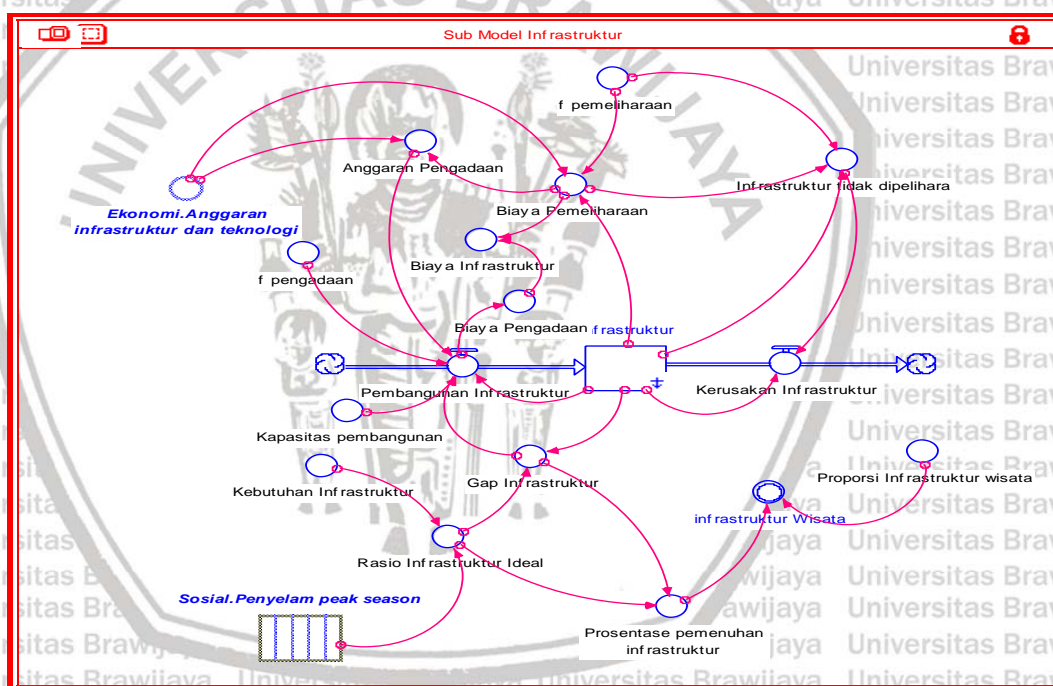 Sub Model Infrastruktur
f pemeliharaan
Anggaran Pengadaan
Infrastruktur tidak dipelihara
Ekonomi.Anggaran
infrastruktur dan teknologi
Biaya Pemeliharaan
Biaya Infrastruktur
f pengadaan
Biaya Pengadaan
nfrastruktur
Pembangunan Infrastruktur
Kerusakan Infrastruktur
Kapasitas pembangunan
Kebutuhan Infrastruktur
Gap Infrastruktur
Proporsi Infrastruktur wisata
infrastruktur Wisata
Rasio Infrastruktur Ideal
Sosial.Penyelam peak season
Prosentase pemenuhan
infrastruktur
Universitas Brawijaya